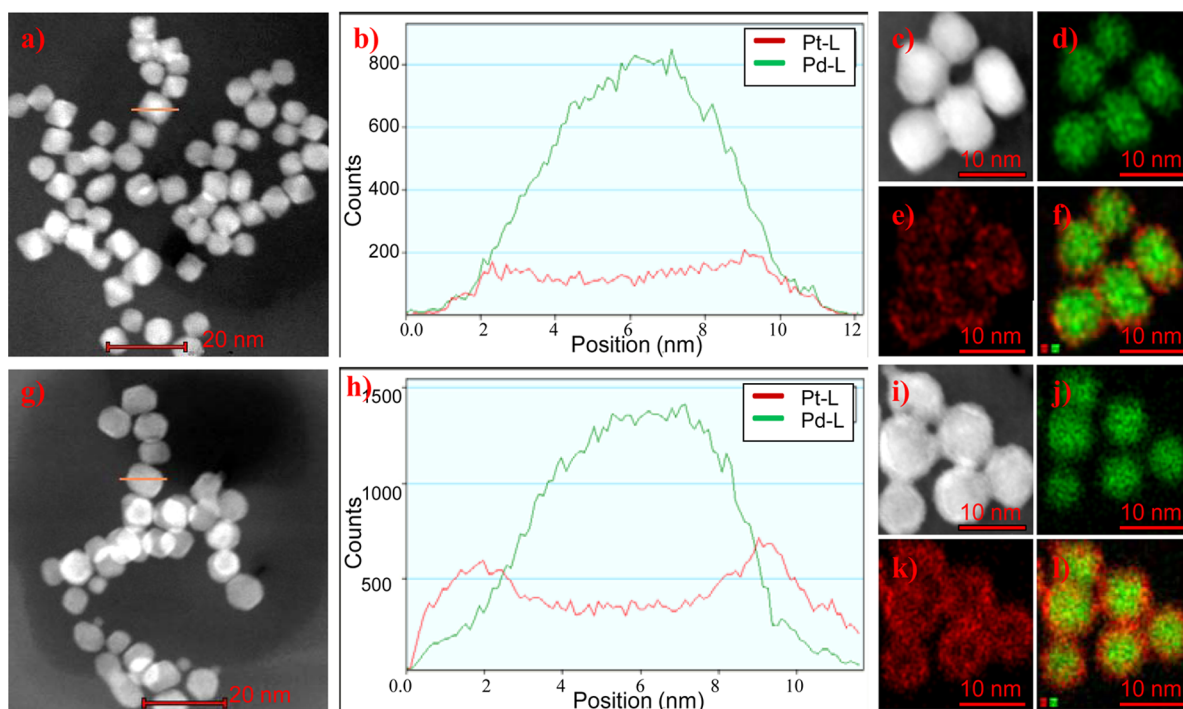 a)
20 nm
b)
Pt-L
Pd-L
800
600
400
200
Counts
0.0 2 4 6 8 10 12
Position (nm)
c)
10 nm
d)
10 nm
e)
10 nm
f)
10 nm
g)
20 nm
h)
Pt-L
Pd-L
1500
1000
500
Counts
0.0 2 4 6 8 10
Position (nm)
i)
10 nm
j)
10 nm
k)
10 nm
l)
10 nm